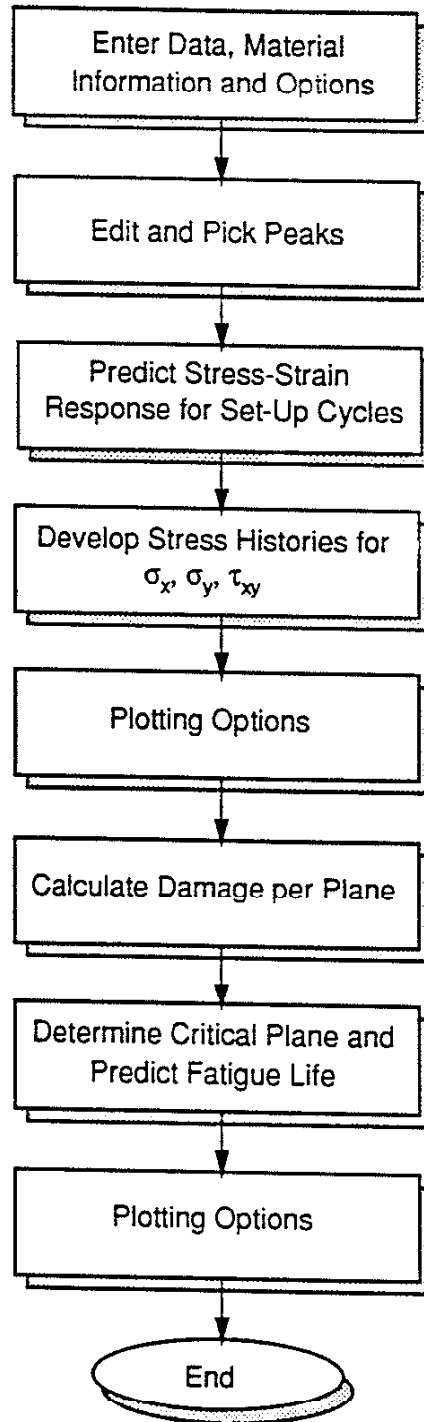 Enter Data, Material
Information and Options
Edit and Pick Peaks
Predict Stress-Strain
Response for Set-Up Cycles
Develop Stress Histories for
σx, σy, τxy
Plotting Options
Calculate Damage per Plane
Determine Critical Plane and
Predict Fatigue Life
Plotting Options
End